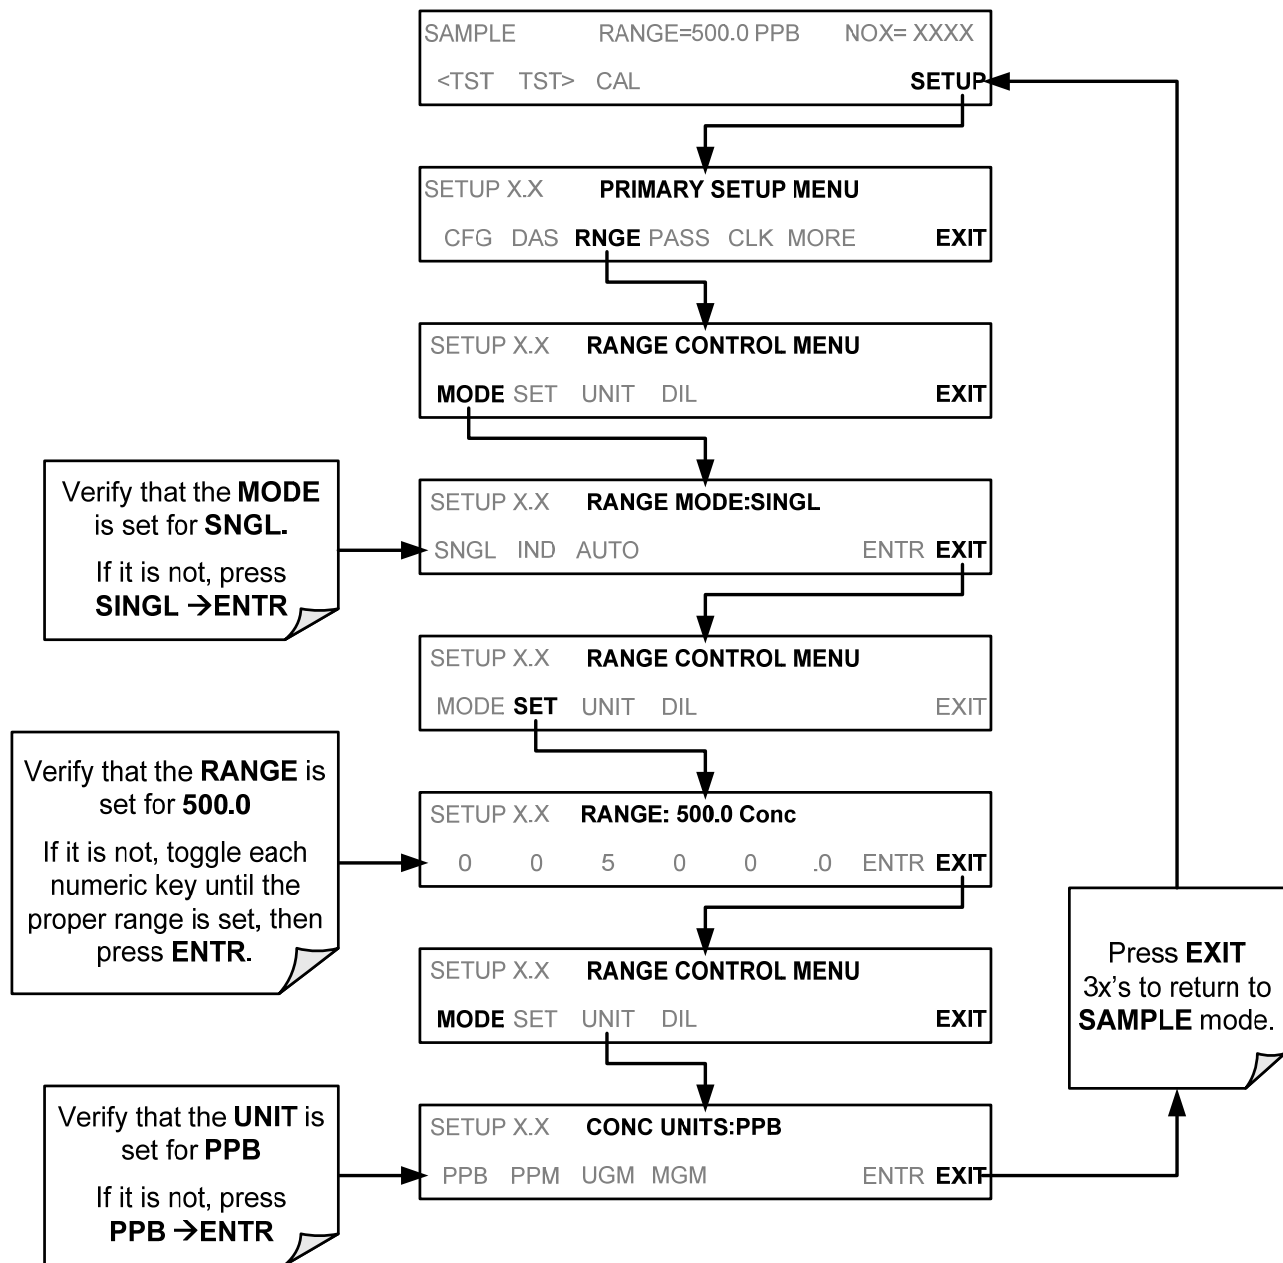 SAMPLE RANGE=500.0 PPB NOX= XXXX
<TST TST> CAL SETUP
SETUP X.X PRIMARY SETUP MENU
CFG DAS RNGE PASS CLK MORE EXIT
SETUP X.X RANGE CONTROL MENU
MODE SET UNIT DIL EXIT
Verify that the MODE
is set for SNGL.
If it is not, press
SINGL →ENTR
SETUP X.X RANGE MODE:SINGL
SNGL IND AUTO ENTR EXIT
SETUP X.X RANGE CONTROL MENU
MODE SET UNIT DIL EXIT
Verify that the RANGE is
set for 500.0
If it is not, toggle each
numeric key until the
proper range is set, then
press ENTR.
SETUP X.X RANGE: 500.0 Conc
0 0 5 0 0 .0 ENTR EXIT
SETUP X.X RANGE CONTROL MENU
MODE SET UNIT DIL EXIT
Press EXIT
3x's to return to
SAMPLE mode.
Verify that the UNIT is
set for PPB
If it is not, press
PPB →ENTR
SETUP X.X CONC UNITS:PPB
PPB PPM UGM MGM ENTR EXIT